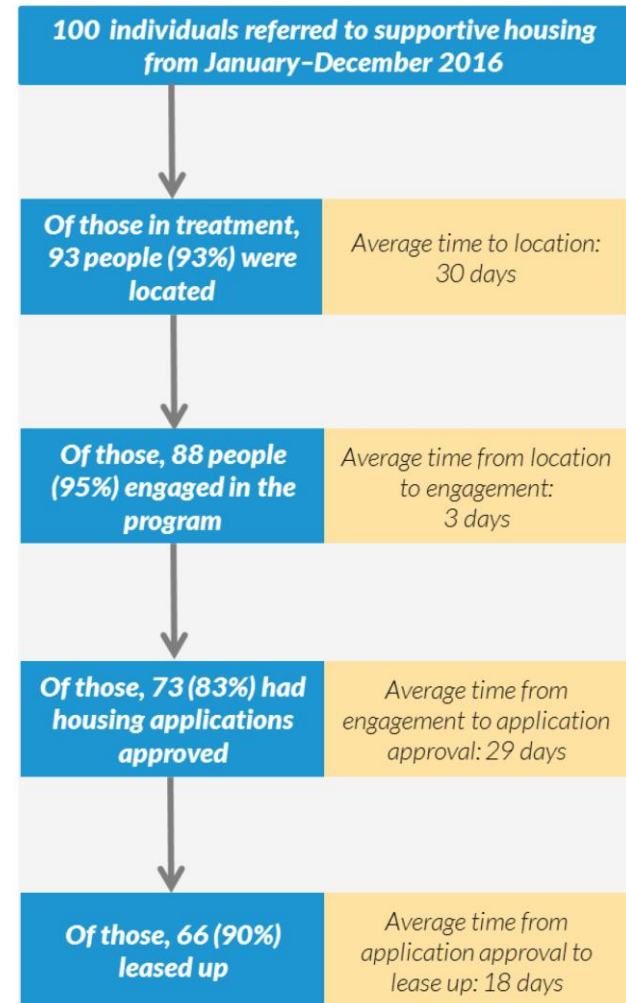 100 individuals referred to supportive housing
from January–December 2016
Of those in treatment,
93 people (93%) were
located
Average time to location:
30 days
Of those, 88 people
(95%) engaged in the
program
Average time from location
to engagement:
3 days
Of those, 73 (83%) had
housing applications
approved
Average time from
engagement to application
approval: 29 days
Of those, 66 (90%)
leased up
Average time from
application approval to
lease up: 18 days